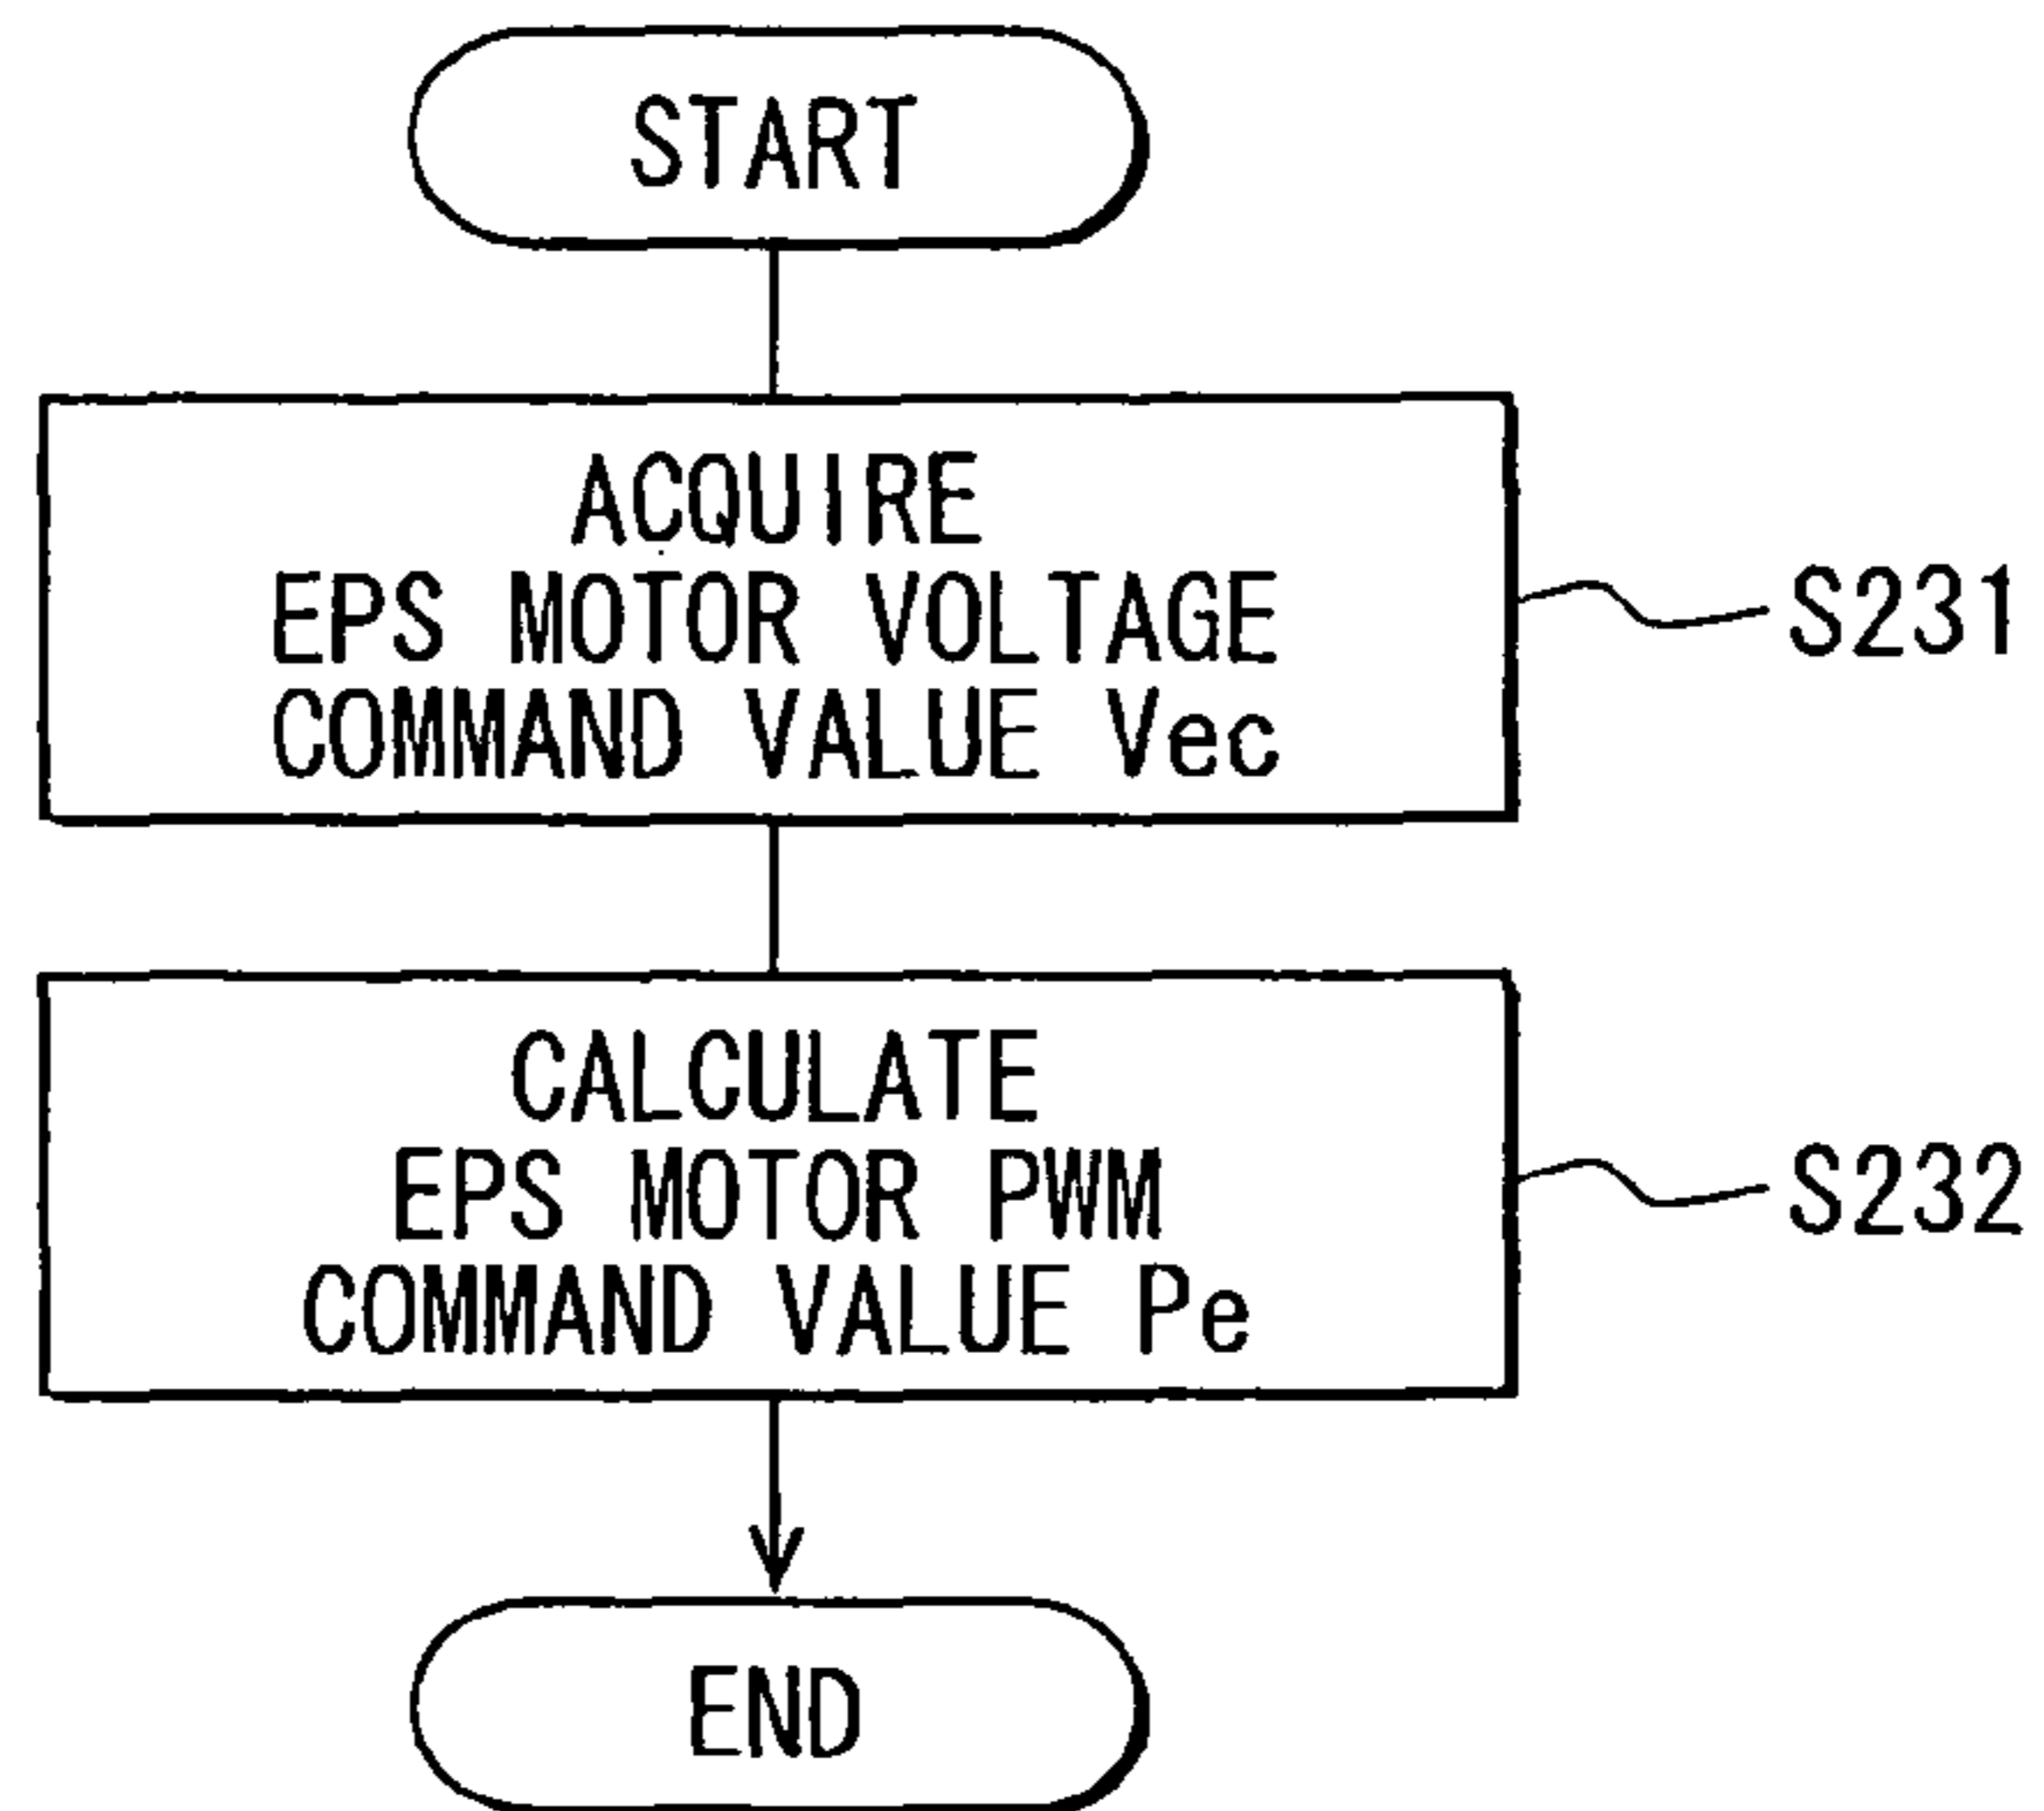 START
ACQUIRE
EPS MOTOR VOLTAGE
COMMAND VALUE Vec
S231
CALCULATE
EPS MOTOR PWM
COMMAND VALUE Pe
S232
END